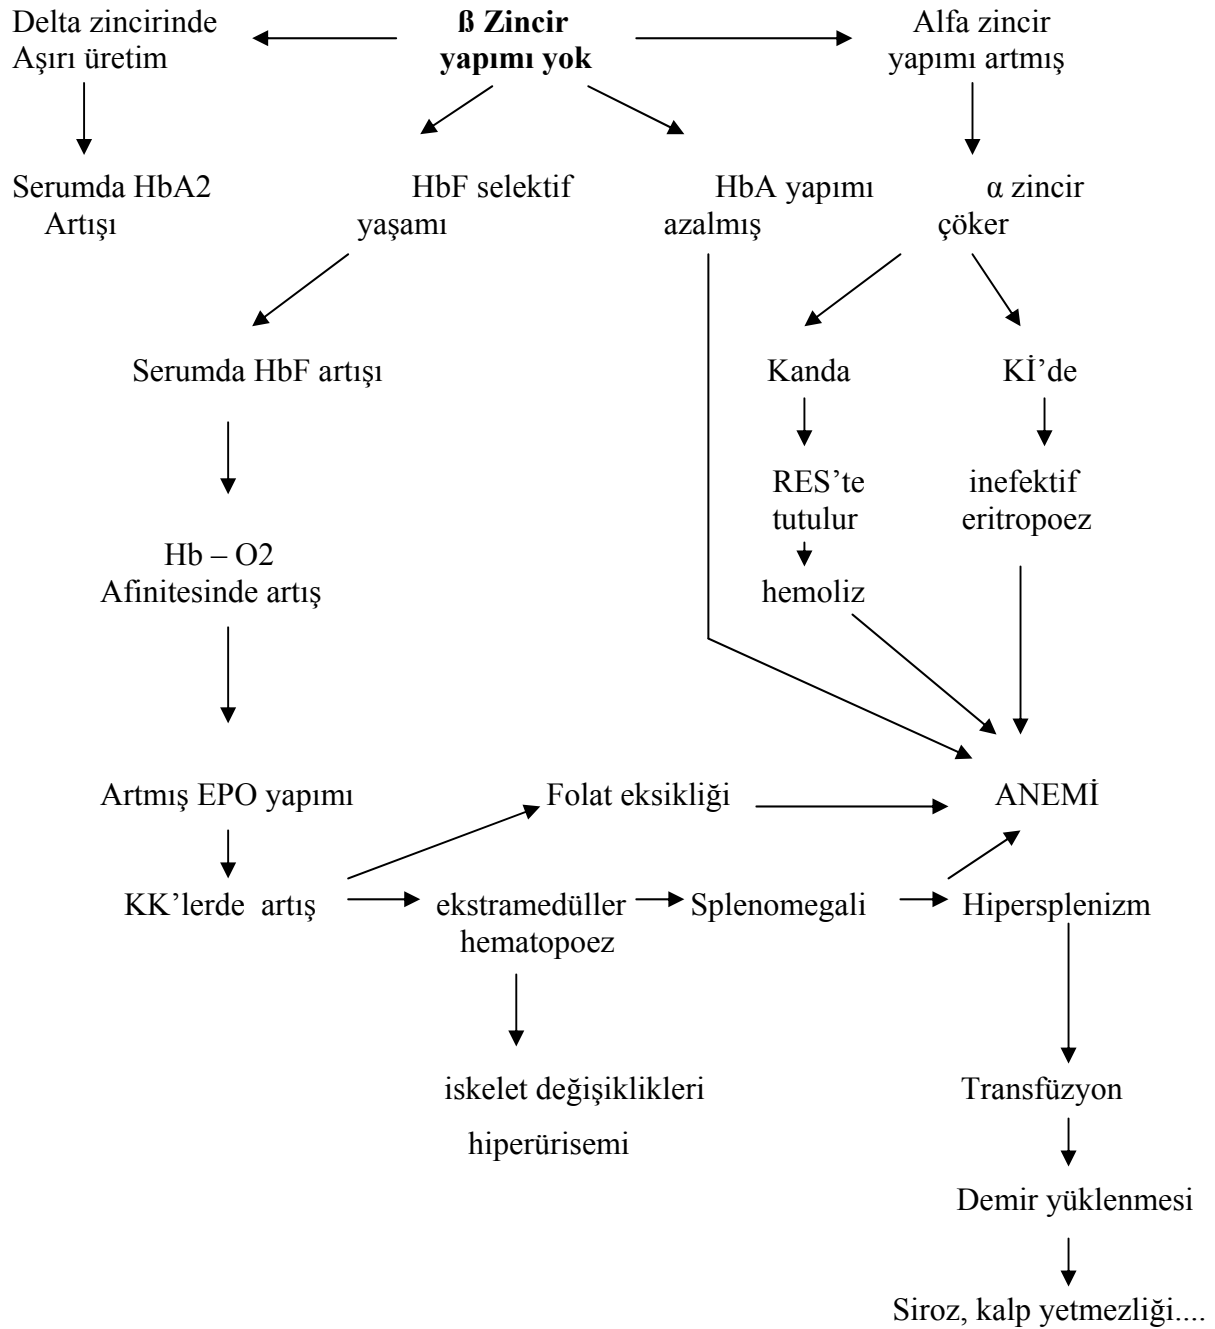 Delta zincirinde
Aşırı üretim
ß Zincir
yapımı yok
Alfa zincir
yapımı artmış
Serumda HbA2
Artışı
HbF selektif
yaşamı
HbA yapımı
azalmış
α zincir
çöker
Serumda HbF artışı
Kanda
Kİ’de
RES’te
tutulur
inefektif
eritropoez
Hb – O2
Afinitesinde artış
hemoliz
Artmış EPO yapımı
Folat eksikliği
ANEMİ
KK’lerde artış
ekstramedüller
hematopoez
Splenomegali
Hipersplenizm
iskelet değişiklikleri
hiperürisemi
Transfüzyon
Demir yüklenmesi
Siroz, kalp yetmezliği....